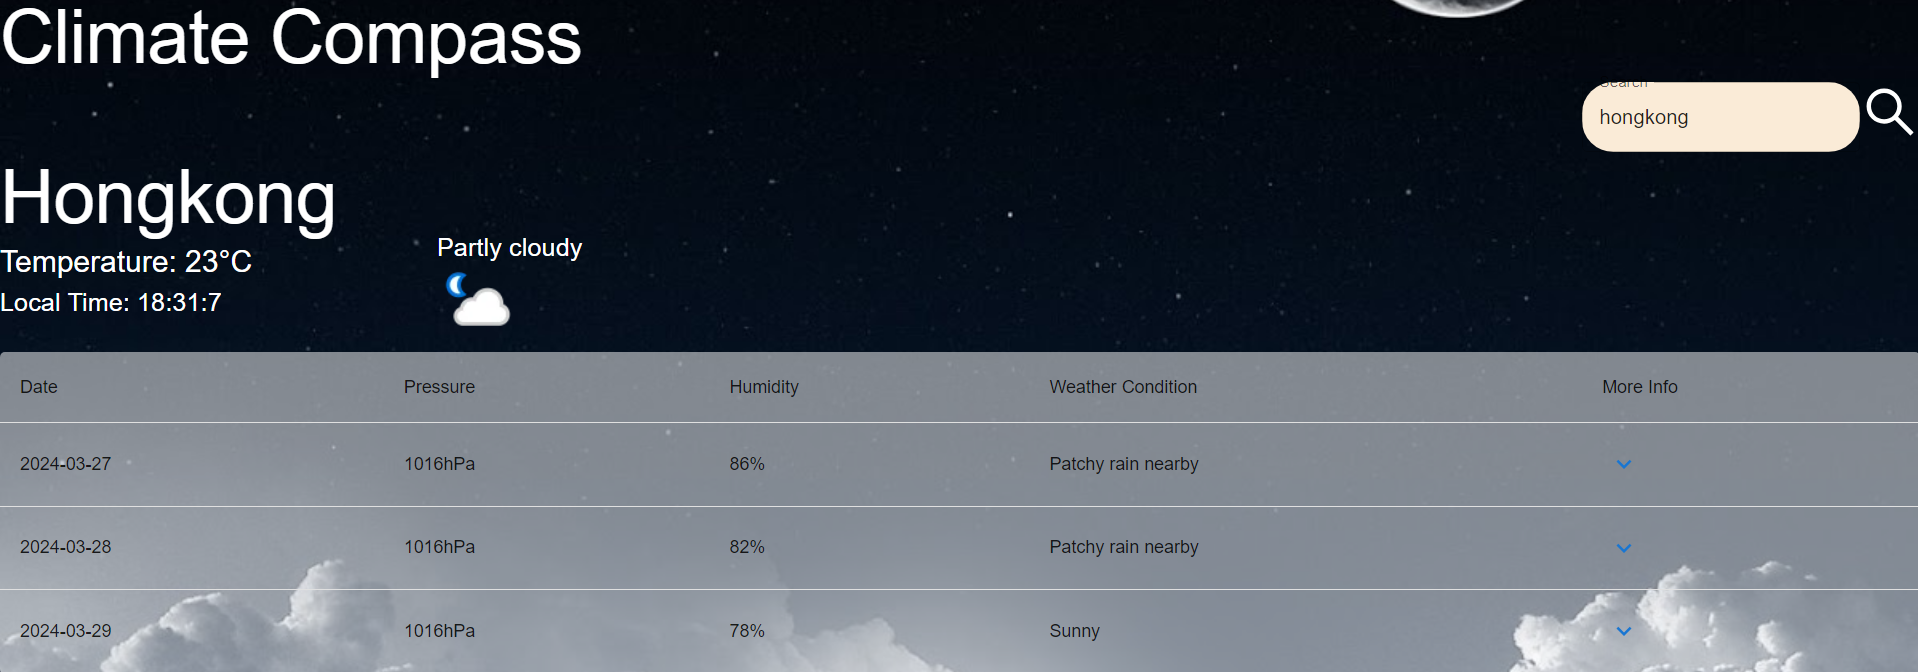 Climate Compass
Search
hongkong
Hongkong
Temperature: 23°C
Partly cloudy
Local Time: 18:31:7
Date Pressure Humidity Weather Condition More Info
2024-03-27 1016hPa 86% Patchy rain nearby
2024-03-28 1016hPa 82% Patchy rain nearby
2024-03-29 1016hPa 78% Sunny